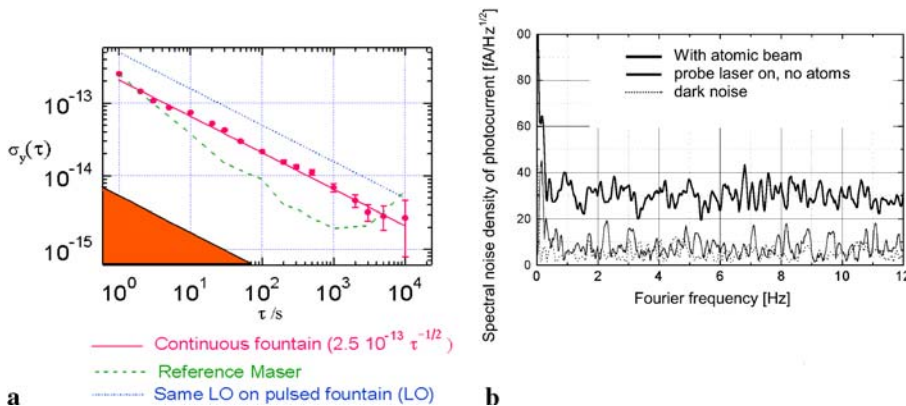 a
σy(τ)
10⁻¹³
10⁻¹⁴
10⁻¹⁵
10⁰ 10¹ 10² 10³ 10⁴
τ /s
Continuous fountain (2.5 10⁻¹³ τ⁻¹/²)
Reference Maser
Same LO on pulsed fountain (LO)
b
Spectral noise density of photocurrent [fA/Hz¹/²]
00
80
60
40
20
0
With atomic beam
probe laser on, no atoms
dark noise
0 2 4 6 8 10 12
Fourier frequency [Hz]